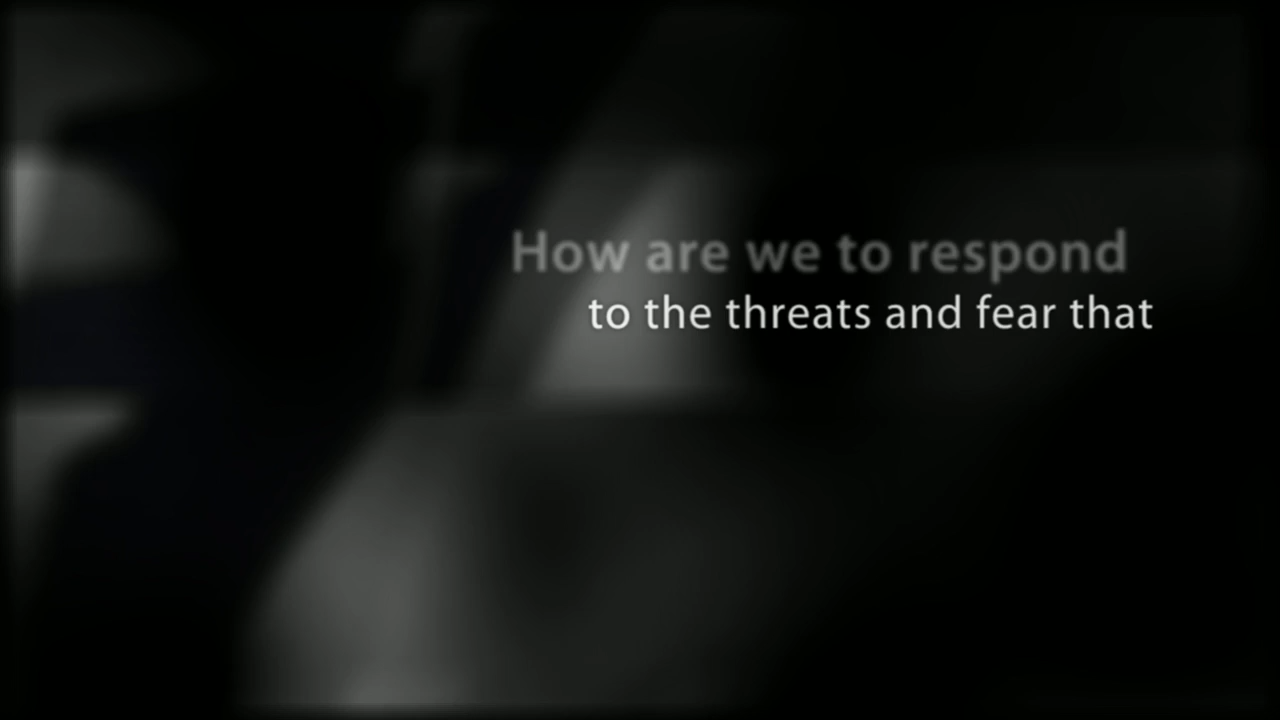 How are we to respond
to the threats and fear that